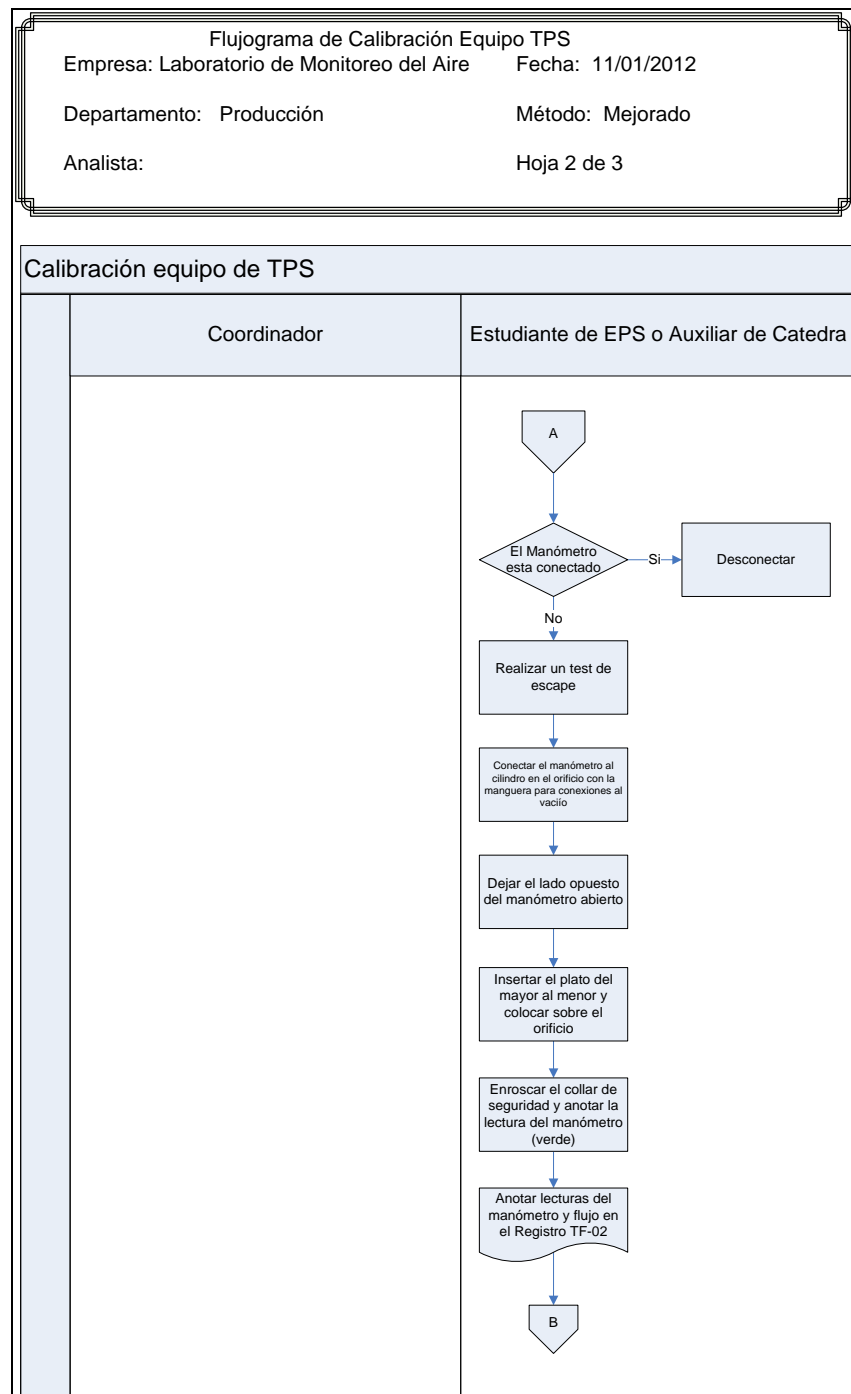 Flujograma de Calibración Equipo TPS
Empresa: Laboratorio de Monitoreo del Aire Fecha: 11/01/2012
Departamento: Producción Método: Mejorado
Analista: Hoja 2 de 3
Calibración equipo de TPS
Coordinador Estudiante de EPS o Auxiliar de Catedra
A
El Manómetro
esta conectado
Si
Desconectar
No
Realizar un test de
escape
Conectar el manómetro al
cilindro en el orificio con la
manguera para conexiones al
vaciío
Dejar el lado opuesto
del manómetro abierto
Insertar el plato del
mayor al menor y
colocar sobre el
orificio
Enroscar el collar de
seguridad y anotar la
lectura del manómetro
(verde)
Anotar lecturas del
manómetro y flujo en
el Registro TF-02
B